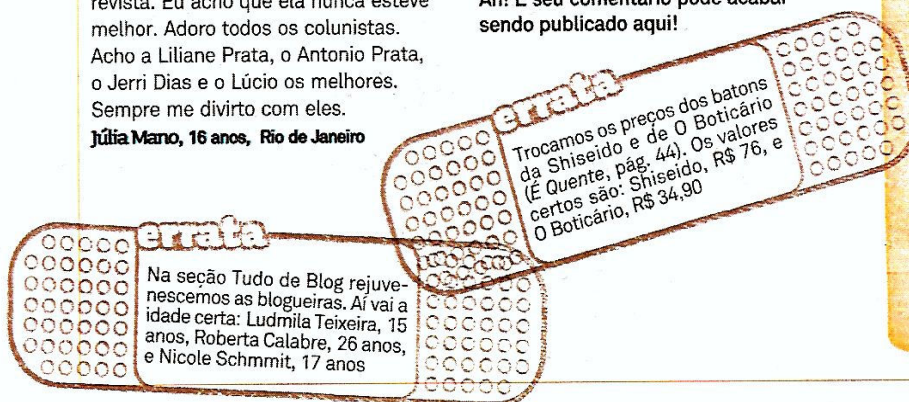 revista. Eu acho que ela nunca esteve
melhor. Adoro todos os colunistas.
Acho a Liliane Prata, o Antonio Prata,
o Jerri Dias e o Lúcio os melhores.
Sempre me divirto com eles.
Júlia Mano, 16 anos, Rio de Janeiro
Ah! E seu comentário pode acabar
sendo publicado aqui!
errata
Trocamos os preços dos batons
da Shiseido e de O Boticário
(É Quente, pág. 44). Os valores
certos são: Shiseido, R$ 76, e
O Boticário, R$ 34,90
errata
Na seção Tudo de Blog rejuve-
nescemos as blogueiras. Aí vai a
idade certa: Ludmila Teixeira, 15
anos, Roberta Calabre, 26 anos,
e Nicole Schmmit, 17 anos